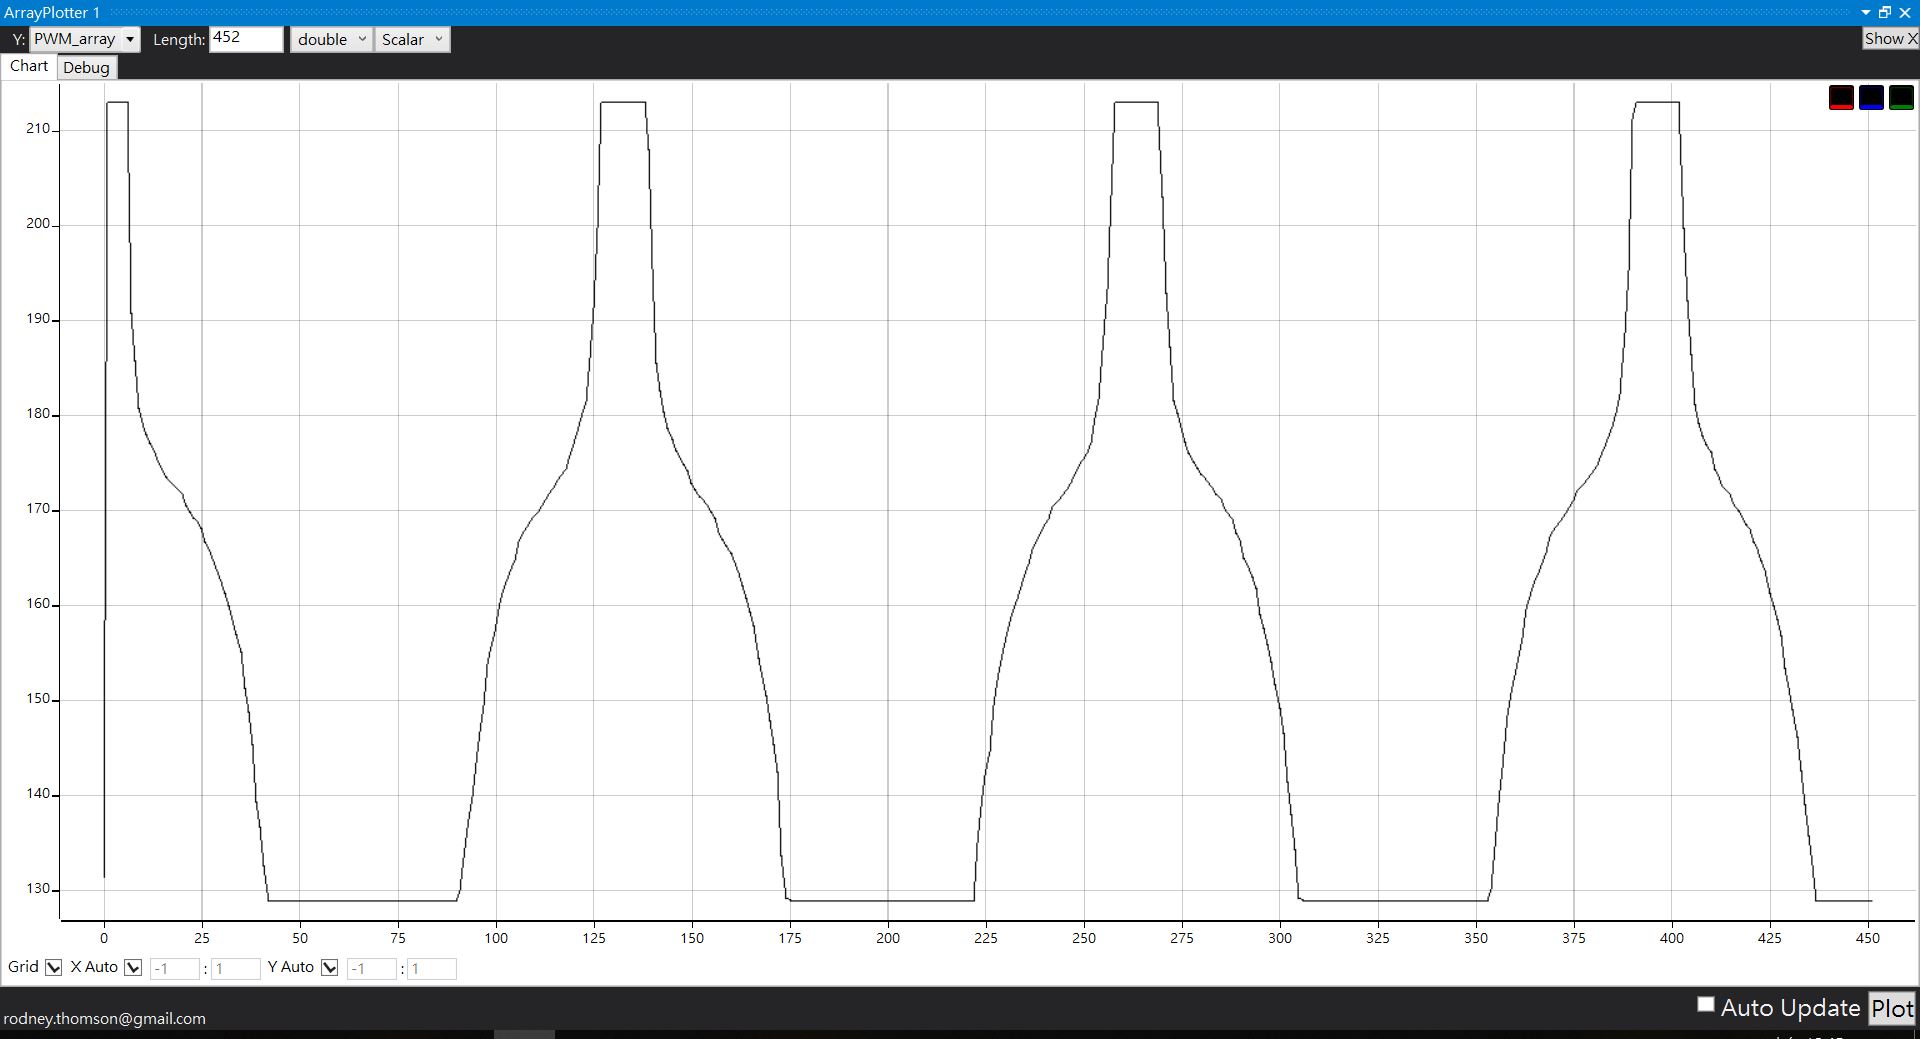 ArrayPlotter 1
Y: PWM_array Length: 452 double Scalar Show X
Chart Debug
210
200
190
180
170
160
150
140
130
0 25 50 75 100 125 150 175 200 225 250 275 300 325 350 375 400 425 450
Grid X Auto -1 : 1 Y Auto -1 : 1
Auto Update Plot
rodney.thomson@gmail.com